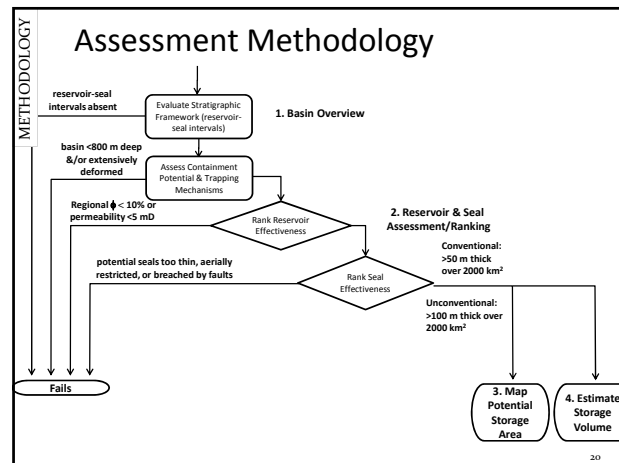 METHODOLOGY
Assessment Methodology
reservoir-seal
intervals absent
Evaluate Stratigraphic
Framework (reservoir-
seal intervals)
1. Basin Overview
basin <800 m deep
&/or extensively
deformed
Assess Containment
Potential & Trapping
Mechanisms
Regional ϕ < 10% or
permeability <5 mD
Rank Reservoir
Effectiveness
2. Reservoir & Seal
Assessment/Ranking
potential seals too thin, aerially
restricted, or breached by faults
Rank Seal
Effectiveness
Conventional:
>50 m thick
over 2000 km²
Unconventional:
>100 m thick over
2000 km²
Fails
3. Map
Potential
Storage
Area
4. Estimate
Storage
Volume
20